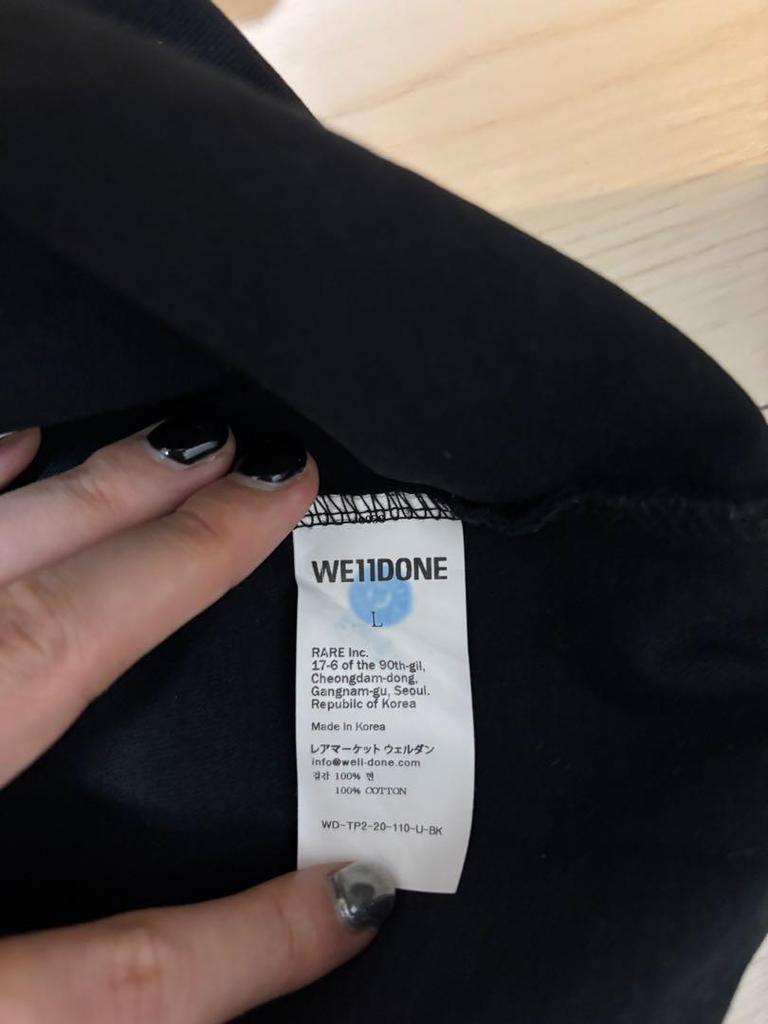 WE11DONE
L
RARE Inc.
17-6 of the 90th-gil,
Cheongdam-dong,
Gangnam-gu, Seoul.
Republic of Korea
Made in Korea
レアマーケット ウェルダン
info@well-done.com
겉감 100% 면
100% COTTON
WD-TP2-20-110-U-BK